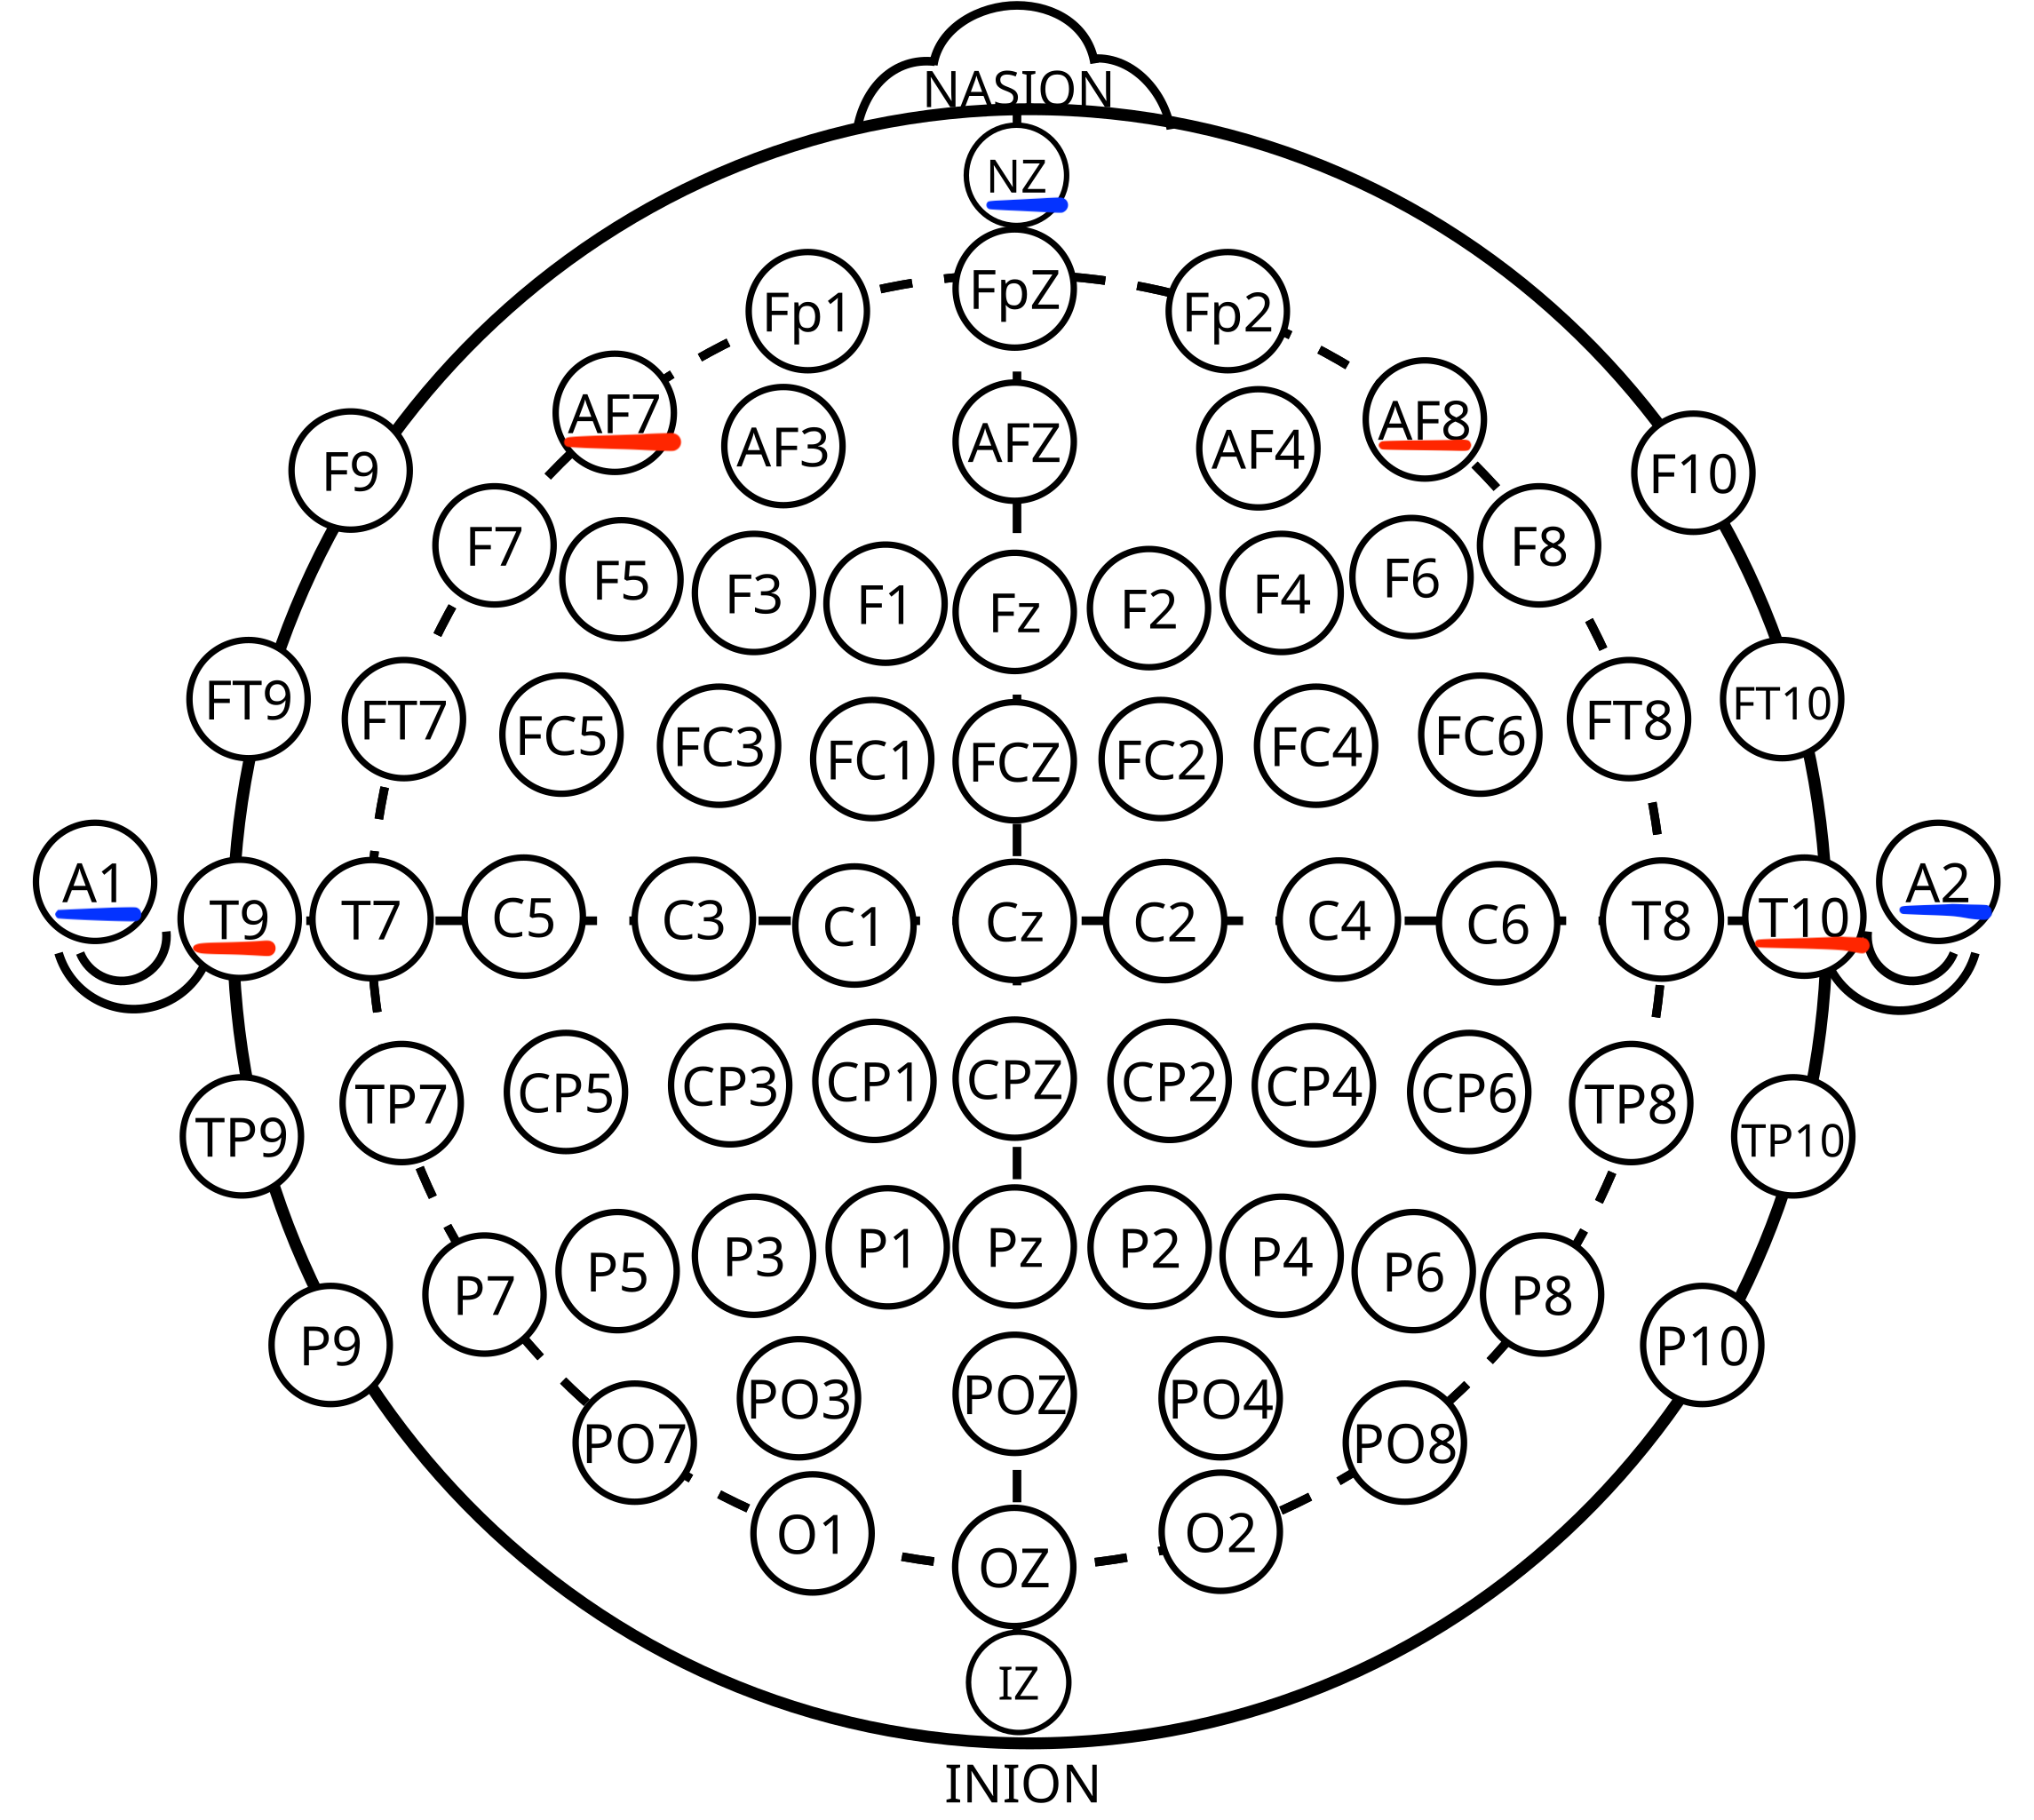 NASION
NZ
Fp1 FpZ Fp2
AF7 AF3 AFZ AF4 AF8
F9 F10
F7 F5 F3 F1 Fz F2 F4 F6 F8
FT9 FT7 FC5 FC3 FC1 FCZ FC2 FC4 FC6 FT8 FT10
A1 T9 T7 C5 C3 C1 Cz C2 C4 C6 T8 T10 A2
TP9 TP7 CP5 CP3 CP1 CPZ CP2 CP4 CP6 TP8 TP10
P9 P7 P5 P3 P1 Pz P2 P4 P6 P8 P10
PO7 PO3 POZ PO4 PO8
O1 OZ O2
IZ
INION